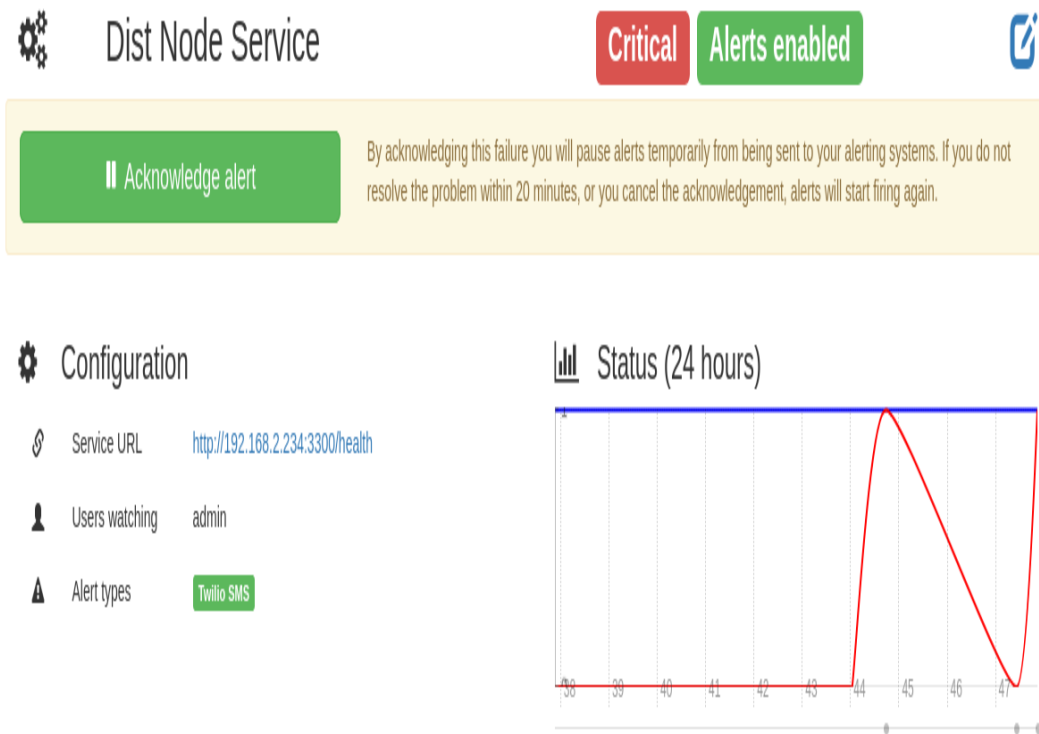 Dist Node Service
Critical
Alerts enabled
Acknowledge alert
By acknowledging this failure you will pause alerts temporarily from being sent to your alerting systems. If you do not
resolve the problem within 20 minutes, or you cancel the acknowledgement, alerts will start firing again.
Configuration
Service URL http://192.168.2.234:3300/health
Users watching admin
Alert types Twilio SMS
Status (24 hours)
1
38 39 40 41 42 43 44 45 46 47